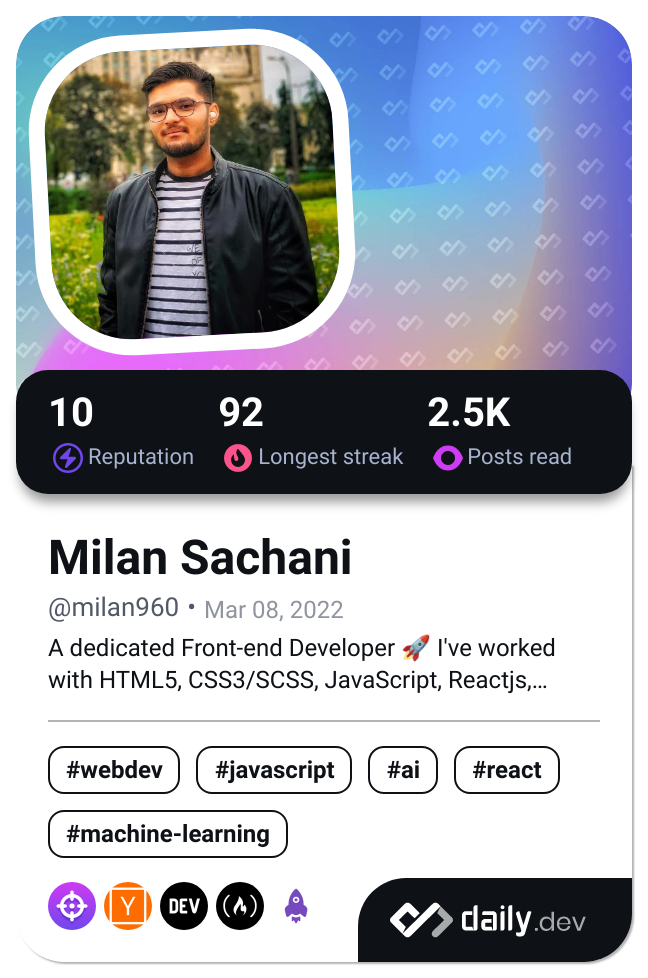 10 92 2.5K
Reputation Longest streak Posts read
Milan Sachani
@milan960 • Mar 08, 2022
A dedicated Front-end Developer 🚀 I've worked
with HTML5, CSS3/SCSS, JavaScript, Reactjs,...
#webdev #javascript #ai #react
#machine-learning
Y DEV
daily.dev